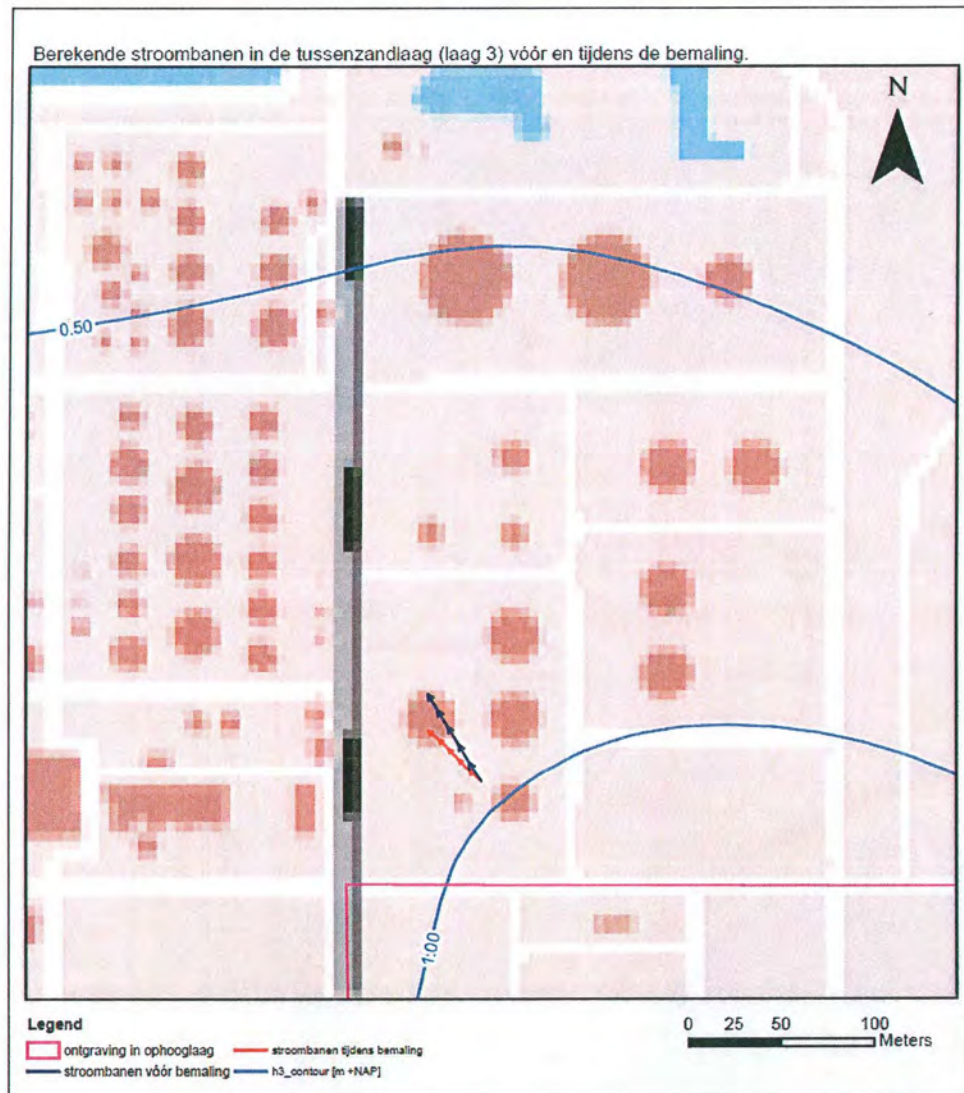 Berekende stroombanen in de tussenzandlaag (laag 3) vóór en tijdens de bemaling.
N
0.50
1:00
Legend
ontgraving in ophooglaag
stroombanen tijdens bemaling
stroombanen vóór bemaling
h3_contour [m +NAP]
0 25 50 100
Meters